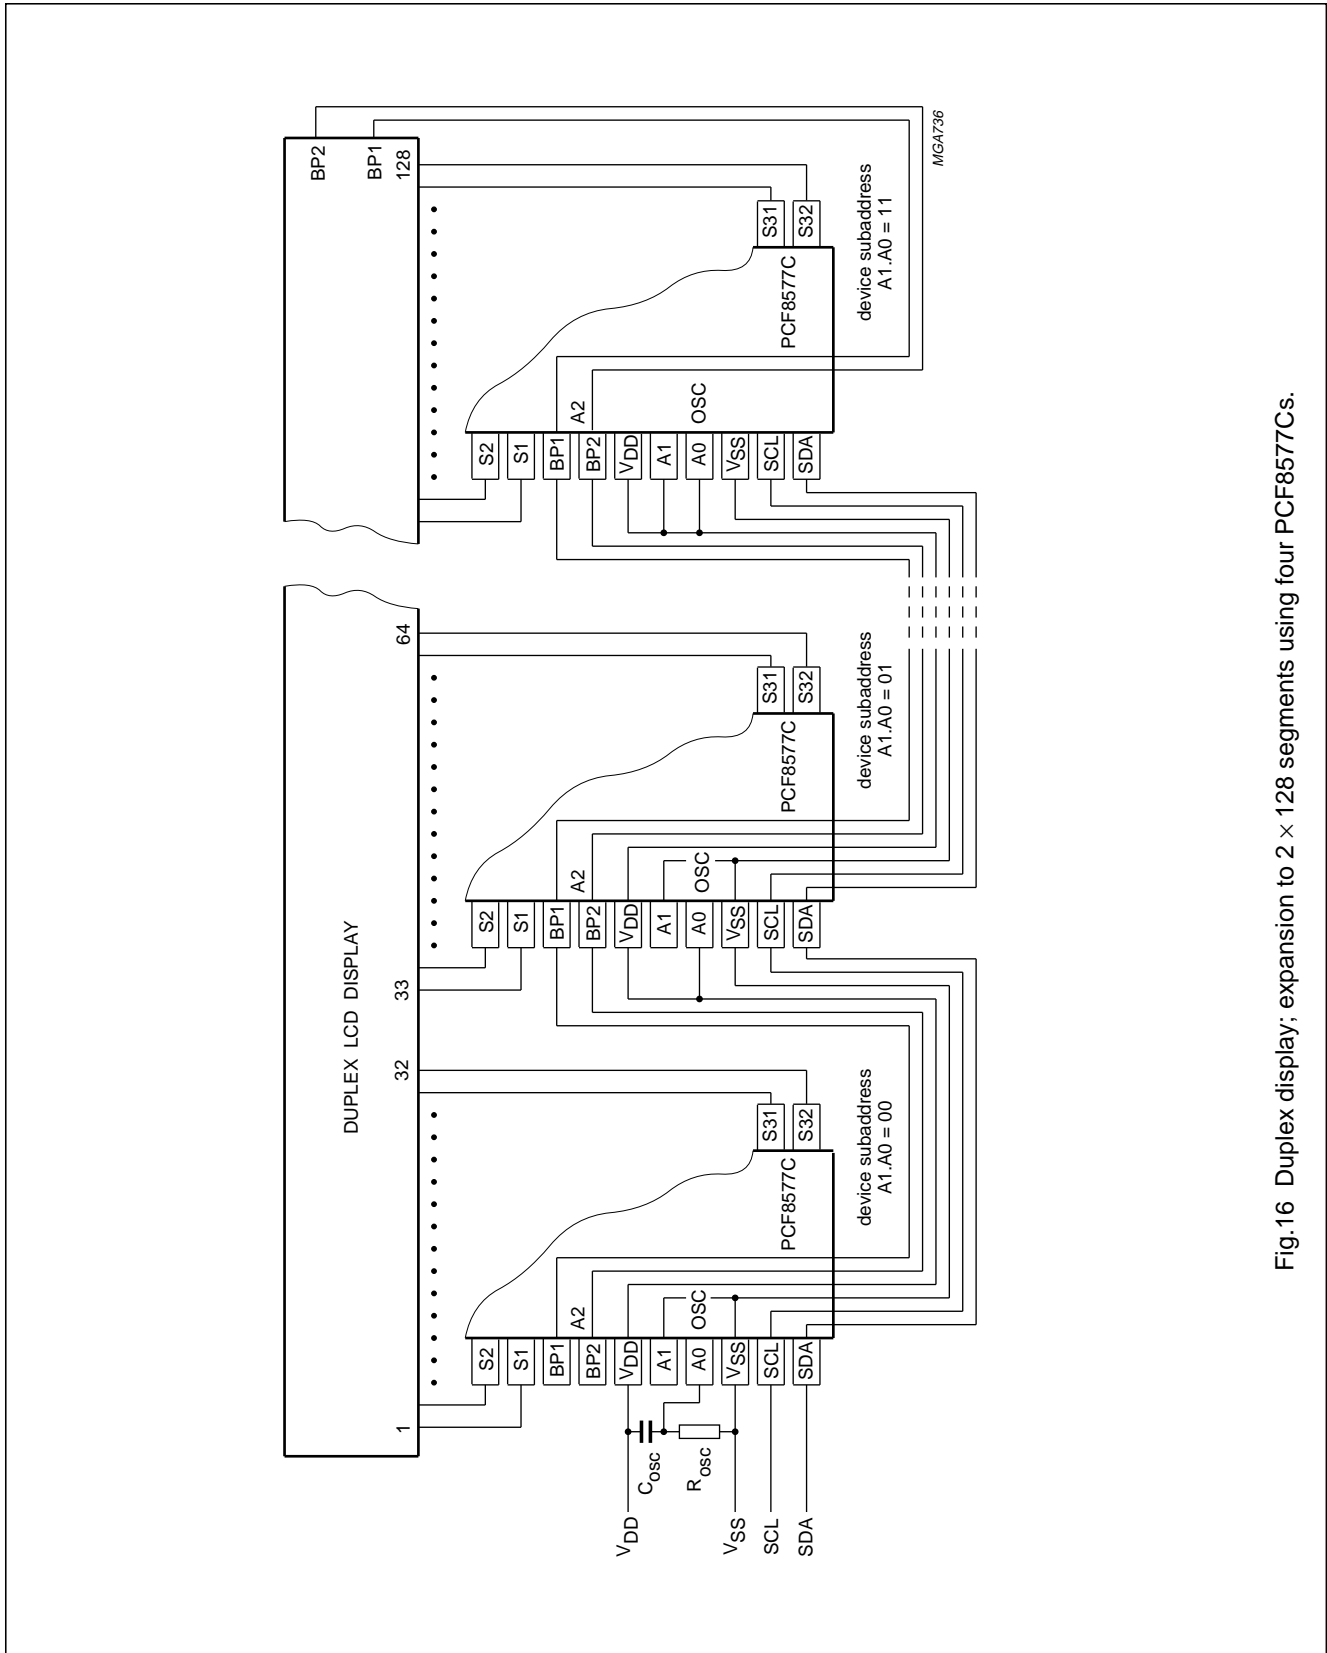 DUPLEX LCD DISPLAY
BP2
BP1
1
32
33
64
128
S2
S1
BP1
BP2
VDD
A1
A0
VSS
SCL
SDA
A2
OSC
S31
S32
PCF8577C
device subaddress
A1.A0 = 00
S2
S1
BP1
BP2
VDD
A1
A0
VSS
SCL
SDA
A2
OSC
S31
S32
PCF8577C
device subaddress
A1.A0 = 01
S2
S1
BP1
BP2
VDD
A1
A0
VSS
SCL
SDA
A2
OSC
S31
S32
PCF8577C
device subaddress
A1.A0 = 11
VDD
Cosc
Rosc
VSS
SCL
SDA
MGA736
Fig.16 Duplex display; expansion to 2 × 128 segments using four PCF8577Cs.